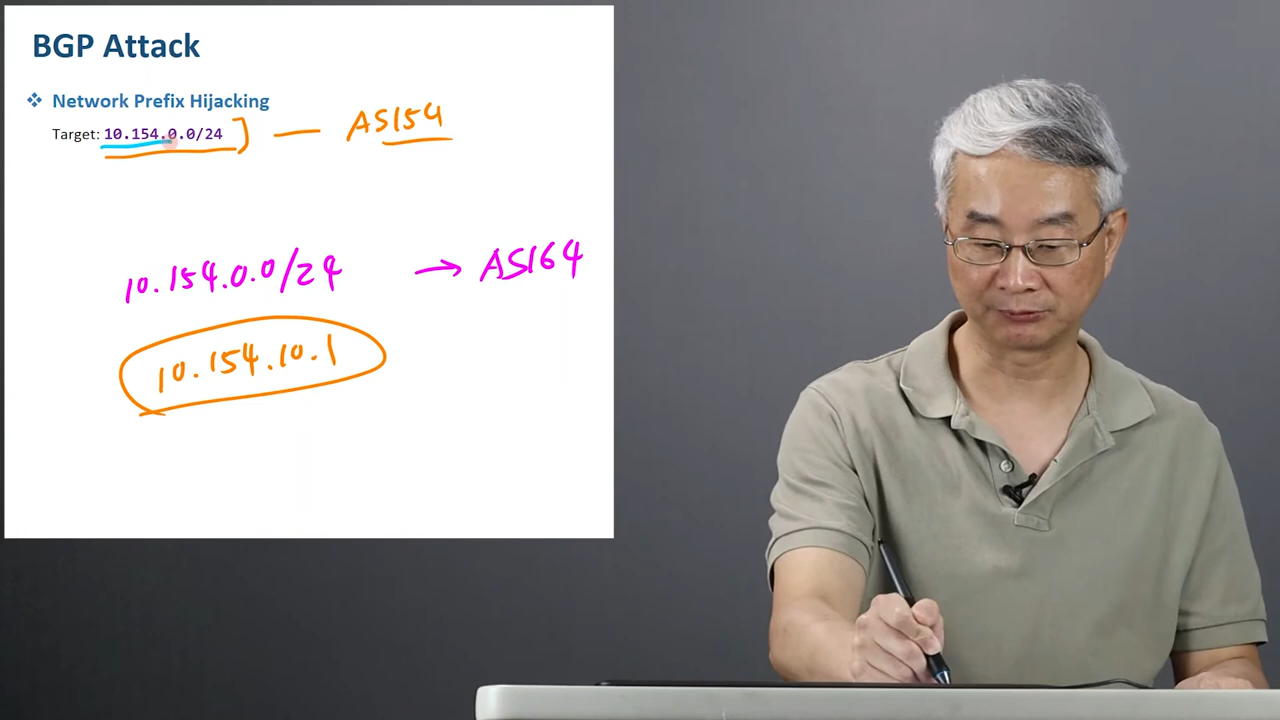 BGP Attack
❖ Network Prefix Hijacking
Target: 10.154.0.0/24 — AS154
10.154.0.0/24 → AS164
10.154.10.1